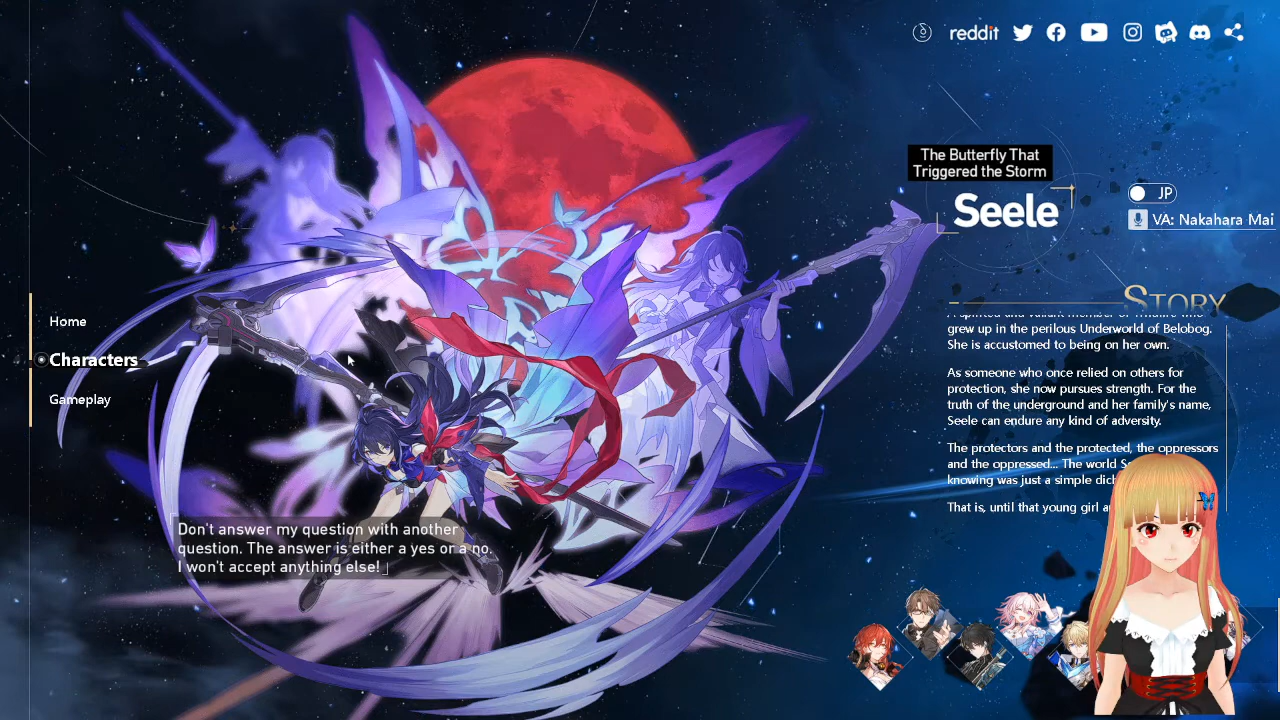 reddit
The Butterfly That
Triggered the Storm
Seele
JP
VA: Nakahara Mai
Home
Characters
Gameplay
STORY
grew up in the perilous Underworld of Belobog.
She is accustomed to being on her own.
As someone who once relied on others for
protection, she now pursues strength. For the
truth of the underground and her family's name,
Seele can endure any kind of adversity.
The protectors and the protected, the oppressors
and the oppressed... The world
knowing was just a simple
That is, until that young girl
「Don't answer my question with another
question. The answer is either a yes or a no.
I won't accept anything else!」